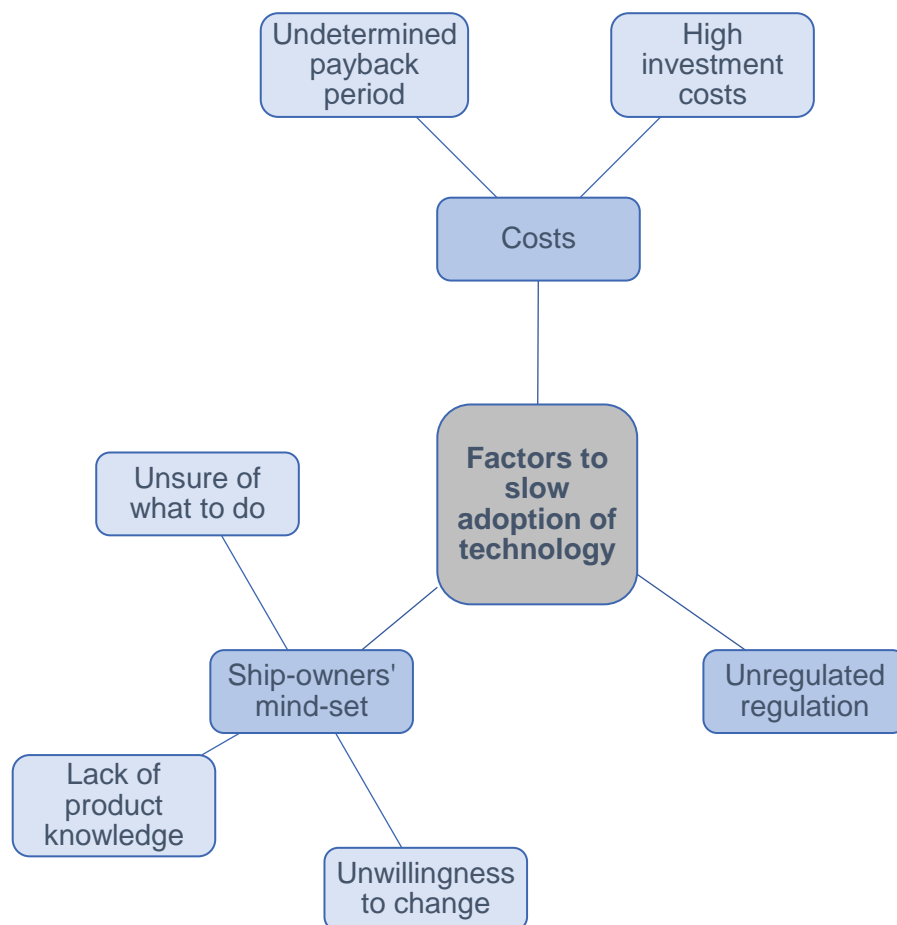 Undetermined
payback
period
High
investment
costs
Costs
Factors to
slow
adoption of
technology
Unsure of
what to do
Ship-owners'
mind-set
Unregulated
regulation
Lack of
product
knowledge
Unwillingness
to change